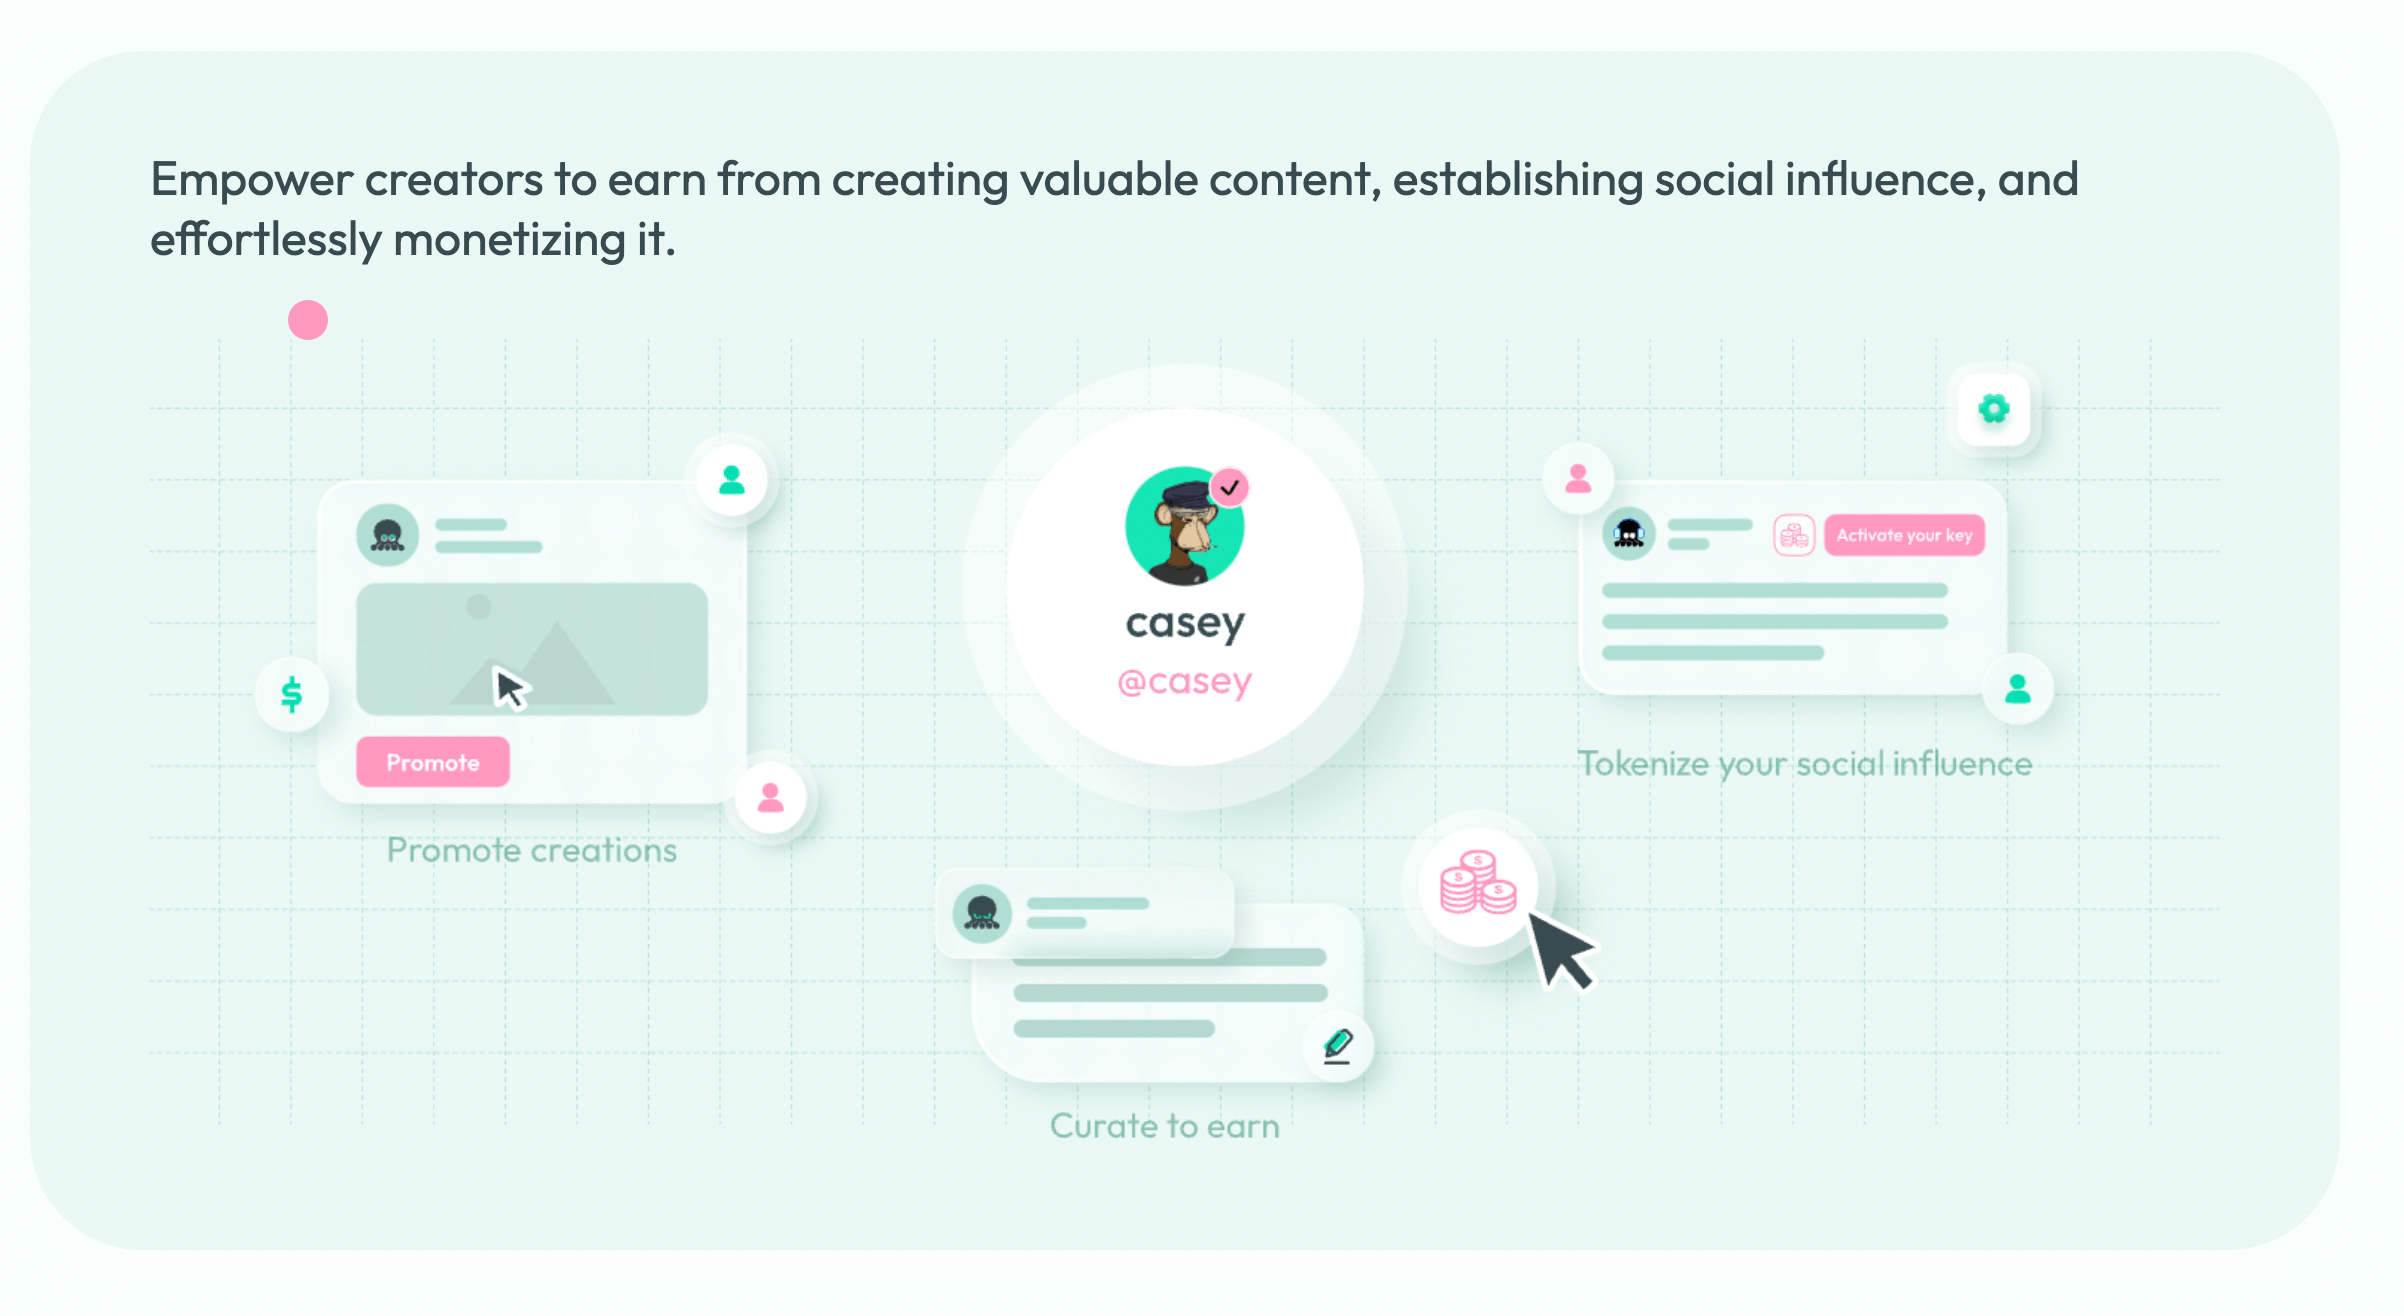 Empower creators to earn from creating valuable content, establishing social influence, and
effortlessly monetizing it.
Activate your key
casey
@casey
$
Promote
Tokenize your social influence
Promote creations
$
$
$
Curate to earn